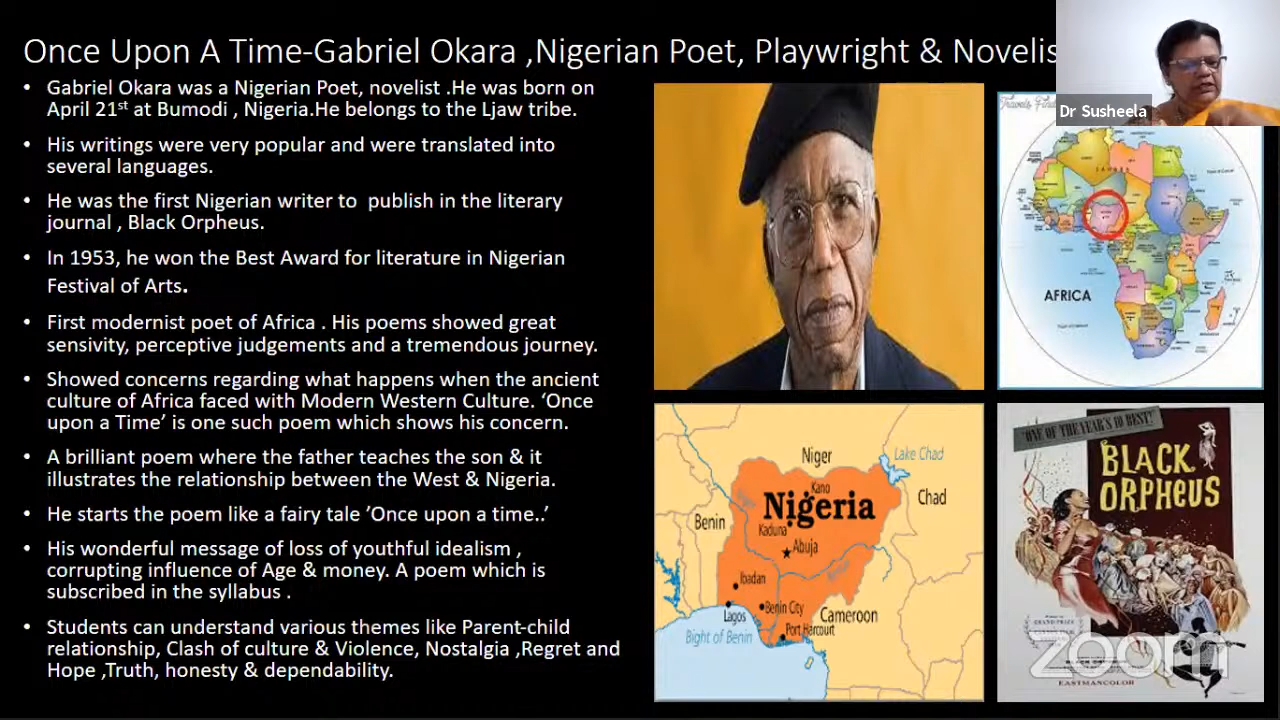 Once Upon A Time-Gabriel Okara ,Nigerian Poet, Playwright & Novelis
• Gabriel Okara was a Nigerian Poet, novelist .He was born on
April 21st at Bumodi , Nigeria.He belongs to the Ljaw tribe.
• His writings were very popular and were translated into
several languages.
• He was the first Nigerian writer to  publish in the literary
journal , Black Orpheus.
• In 1953, he won the Best Award for literature in Nigerian
Festival of Arts.
• First modernist poet of Africa . His poems showed great
sensivity, perceptive judgements and a tremendous journey.
• Showed concerns regarding what happens when the ancient
culture of Africa faced with Modern Western Culture. ‘Once
upon a Time’ is one such poem which shows his concern.
• A brilliant poem where the father teaches the son & it
illustrates the relationship between the West & Nigeria.
• He starts the poem like a fairy tale ’Once upon a time..’
• His wonderful message of loss of youthful idealism ,
corrupting influence of Age & money. A poem which is
subscribed in the syllabus .
• Students can understand various themes like Parent-child
relationship, Clash of culture & Violence, Nostalgia ,Regret and
Hope ,Truth, honesty & dependability.
Dr Susheela
AFRICA
Niger
Lake Chad
Kano
Nigeria
Chad
Benin
Kaduna
Abuja
Ibadan
Benin City
Lagos
Cameroon
Port Harcourt
Bight of Benin
"ONE OF THE YEAR'S 10 BEST!"
BLACK
ORPHEUS
zoom
BLACK ORPHEUS
EASTMANCOLOR